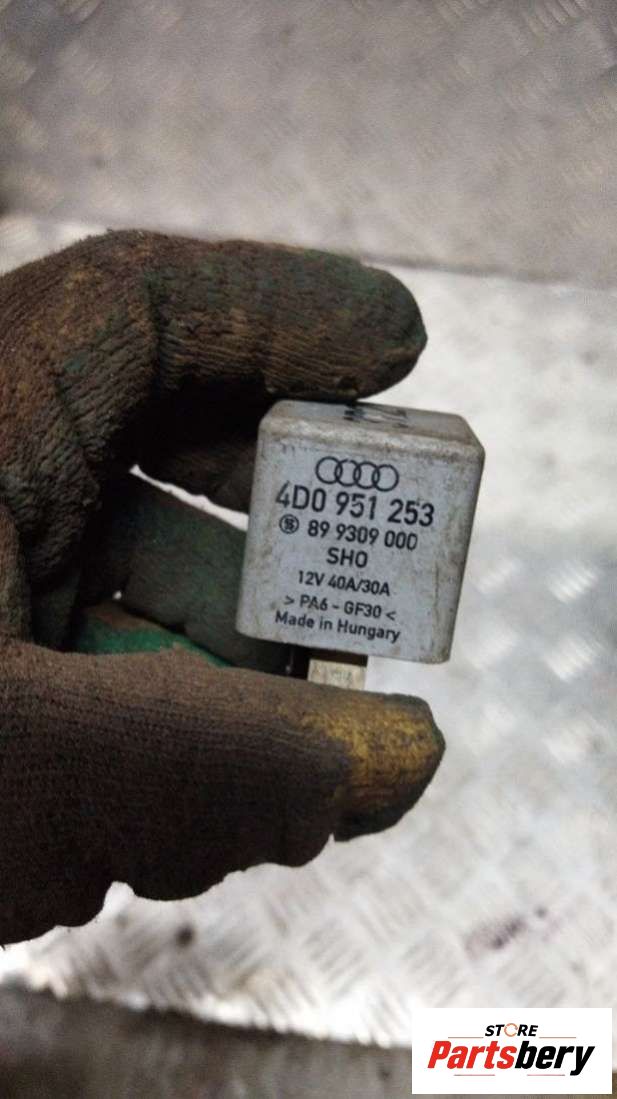 4D0 951 253
89 9309 000
SHO
12V 40A/30A
> PA6 - GF30 <
Made in Hungary
STORE
Partsbery